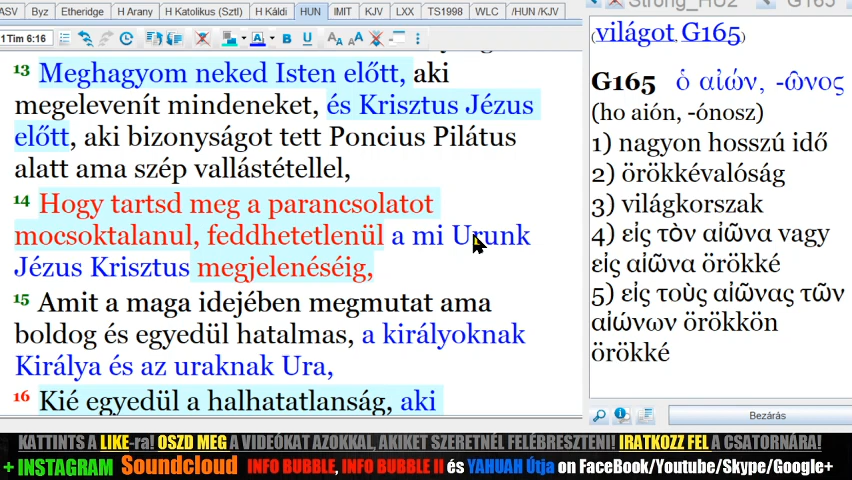 ASV Byz Etheridge H Arany H Katolikus (Sztl) H Káldi HUN IMIT KJV LXX TS1998 WLC /HUN /KJV
Strong_HU2 G165
1Tim 6:16
(világot, G165)
13 Meghagyom neked Isten előtt, aki
megelevenít mindeneket, és Krisztus Jézus
előtt, aki bizonyságot tett Poncius Pilátus
alatt ama szép vallástétellel,
14 Hogy tartsd meg a parancsolatot
mocsoktalanul, feddhetetlenül a mi Urunk
Jézus Krisztus megjelenéséig,
15 Amit a maga idejében megmutat ama
boldog és egyedül hatalmas, a királyoknak
Királya és az uraknak Ura,
16 Kié egyedül a halhatatlanság, aki
G165 ὁ αἰών, -ῶνος
(ho aión, -ónosz)
1) nagyon hosszú idő
2) örökkévalóság
3) világkorszak
4) εἰς τὸν αἰῶνα vagy
εἰς αἰῶνα örökké
5) εἰς τοὺς αἰῶνας τῶν
αἰώνων örökkön
örökké
Bezárás
KATTINTS A LIKE-ra! OSZD MEG A VIDEÓKAT AZOKKAL, AKIKET SZERETNÉL FELÉBRESZTENI! IRATKOZZ FEL A CSATORNÁRA!
+ INSTAGRAM Soundcloud INFO BUBBLE, INFO BUBBLE II és YAHUAH Útja on FaceBook/Youtube/Skype/Google+